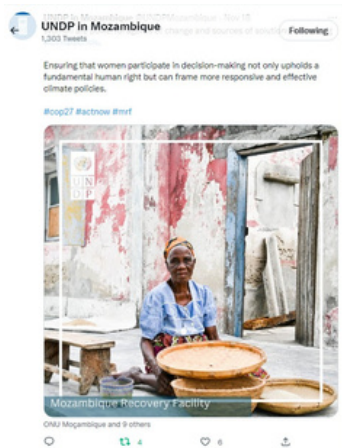 UNDP in Mozambique
1,303 Tweets
Following
Ensuring that women participate in decision-making not only upholds a
fundamental human right but can frame more responsive and effective
climate policies.
#cop27 #actnow #mrf
U N
D P
Mozambique Recovery Facility
ONU Moçambique and 9 others
4
6